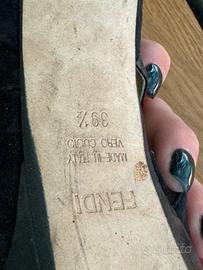 FENDI
MADE IN ITALY
VERO CUOIO
39½